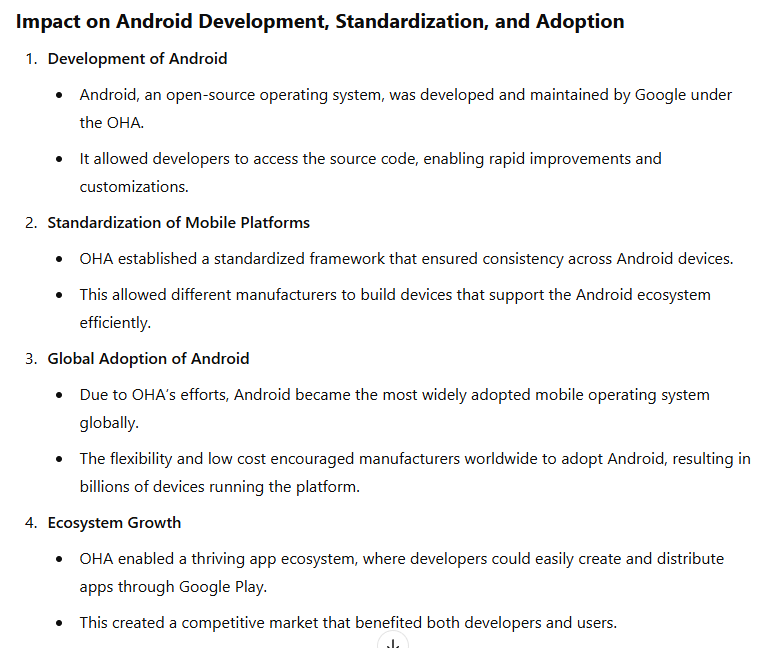 Impact on Android Development, Standardization, and Adoption
1. Development of Android
• Android, an open-source operating system, was developed and maintained by Google under
the OHA.
• It allowed developers to access the source code, enabling rapid improvements and
customizations.
2. Standardization of Mobile Platforms
• OHA established a standardized framework that ensured consistency across Android devices.
• This allowed different manufacturers to build devices that support the Android ecosystem
efficiently.
3. Global Adoption of Android
• Due to OHA's efforts, Android became the most widely adopted mobile operating system
globally.
• The flexibility and low cost encouraged manufacturers worldwide to adopt Android, resulting in
billions of devices running the platform.
4. Ecosystem Growth
• OHA enabled a thriving app ecosystem, where developers could easily create and distribute
apps through Google Play.
• This created a competitive market that benefited both developers and users.